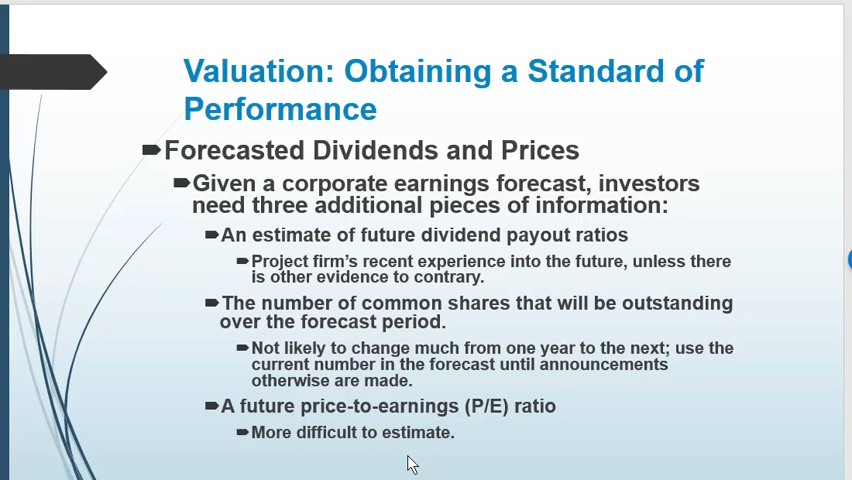 Valuation: Obtaining a Standard of
Performance
Forecasted Dividends and Prices
Given a corporate earnings forecast, investors
need three additional pieces of information:
An estimate of future dividend payout ratios
Project firm's recent experience into the future, unless there
is other evidence to contrary.
The number of common shares that will be outstanding
over the forecast period.
Not likely to change much from one year to the next; use the
current number in the forecast until announcements
otherwise are made.
A future price-to-earnings (P/E) ratio
More difficult to estimate.